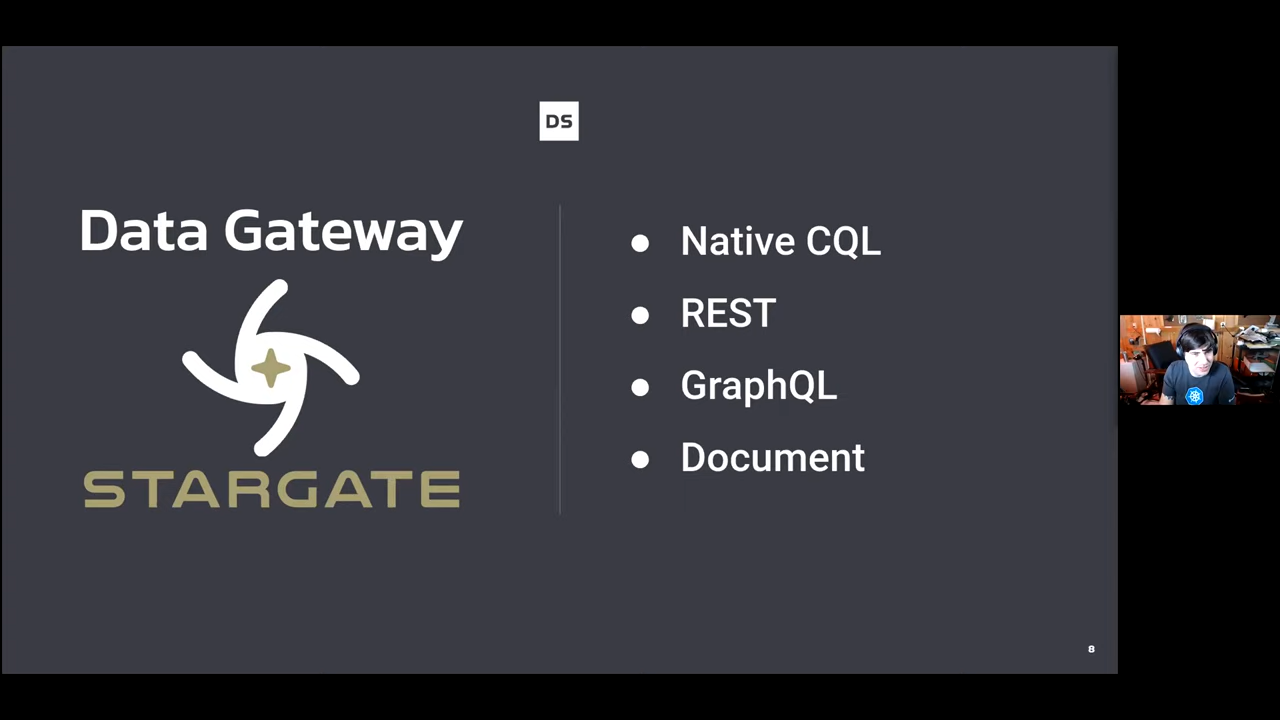 DS
Data Gateway
STARGATE
Native CQL
REST
GraphQL
Document
8